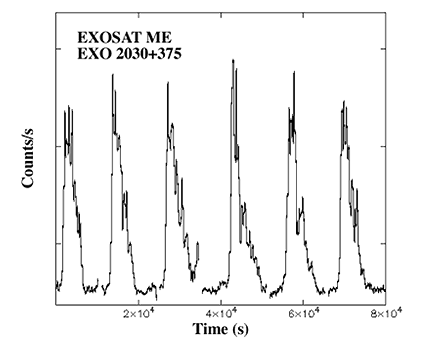 EXOSAT ME
EXO 2030+375
Counts/s
2×10⁴ 4×10⁴ 6×10⁴ 8×10⁴
Time (s)